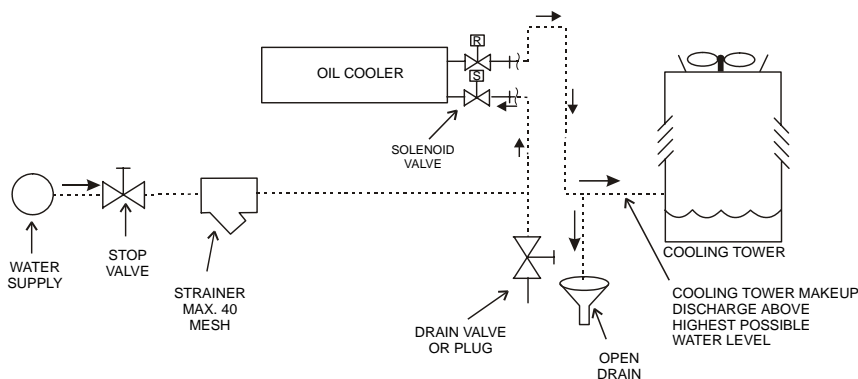 R
OIL COOLER
S
SOLENOID
VALVE
WATER
SUPPLY
STOP
VALVE
STRAINER
MAX. 40
MESH
DRAIN VALVE
OR PLUG
OPEN
DRAIN
COOLING TOWER
COOLING TOWER MAKEUP
DISCHARGE ABOVE
HIGHEST POSSIBLE
WATER LEVEL